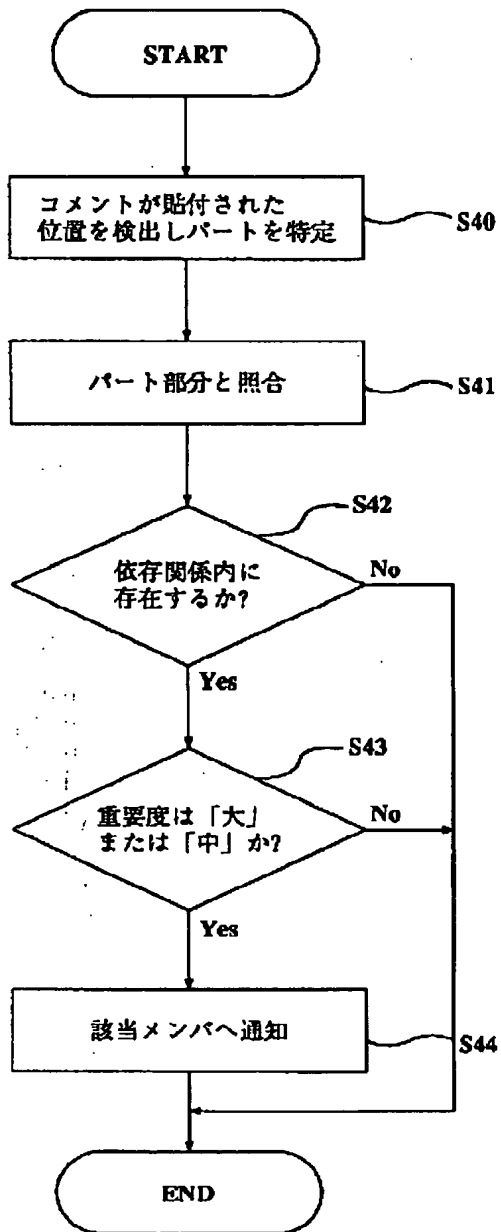 START
コメントが貼付された
位置を検出しパートを特定
S40
パート部分と照合
S41
S42
依存関係内に
存在するか?
No
Yes
S43
重要度は「大」
または「中」か?
No
Yes
該当メンバへ通知
S44
END